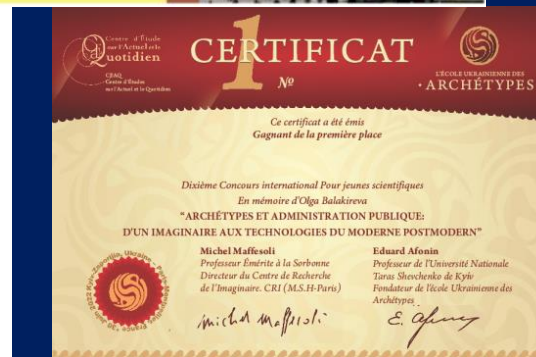 Centre d'Étude
sur l'Actuel et le
Quotidien
CEAQ
Centre d'Études
sur l'Actuel et le Quotidien
CERTIFICAT
1
№
L'ÉCOLE UKRAINIENNE DES
· ARCHÉTYPES
Ce certificat a été émis
Gagnant de la première place
Dixième Concours international Pour jeunes scientifiques
En mémoire d'Olga Balakireva
"ARCHÉTYPES ET ADMINISTRATION PUBLIQUE:
D'UN IMAGINAIRE AUX TECHNOLOGIES DU MODERNE POSTMODERN"
Michel Maffesoli
Professeur Émérite à la Sorbonne
Directeur du Centre de Recherche
de l'Imaginaire. CRI (M.S.H-Paris)
Eduard Afonin
Professeur de l'Université Nationale
Taras Shevchenko de Kyiv
Fondateur de l'école Ukrainienne des
Archétypes
michel maffesoli
E. Afonin